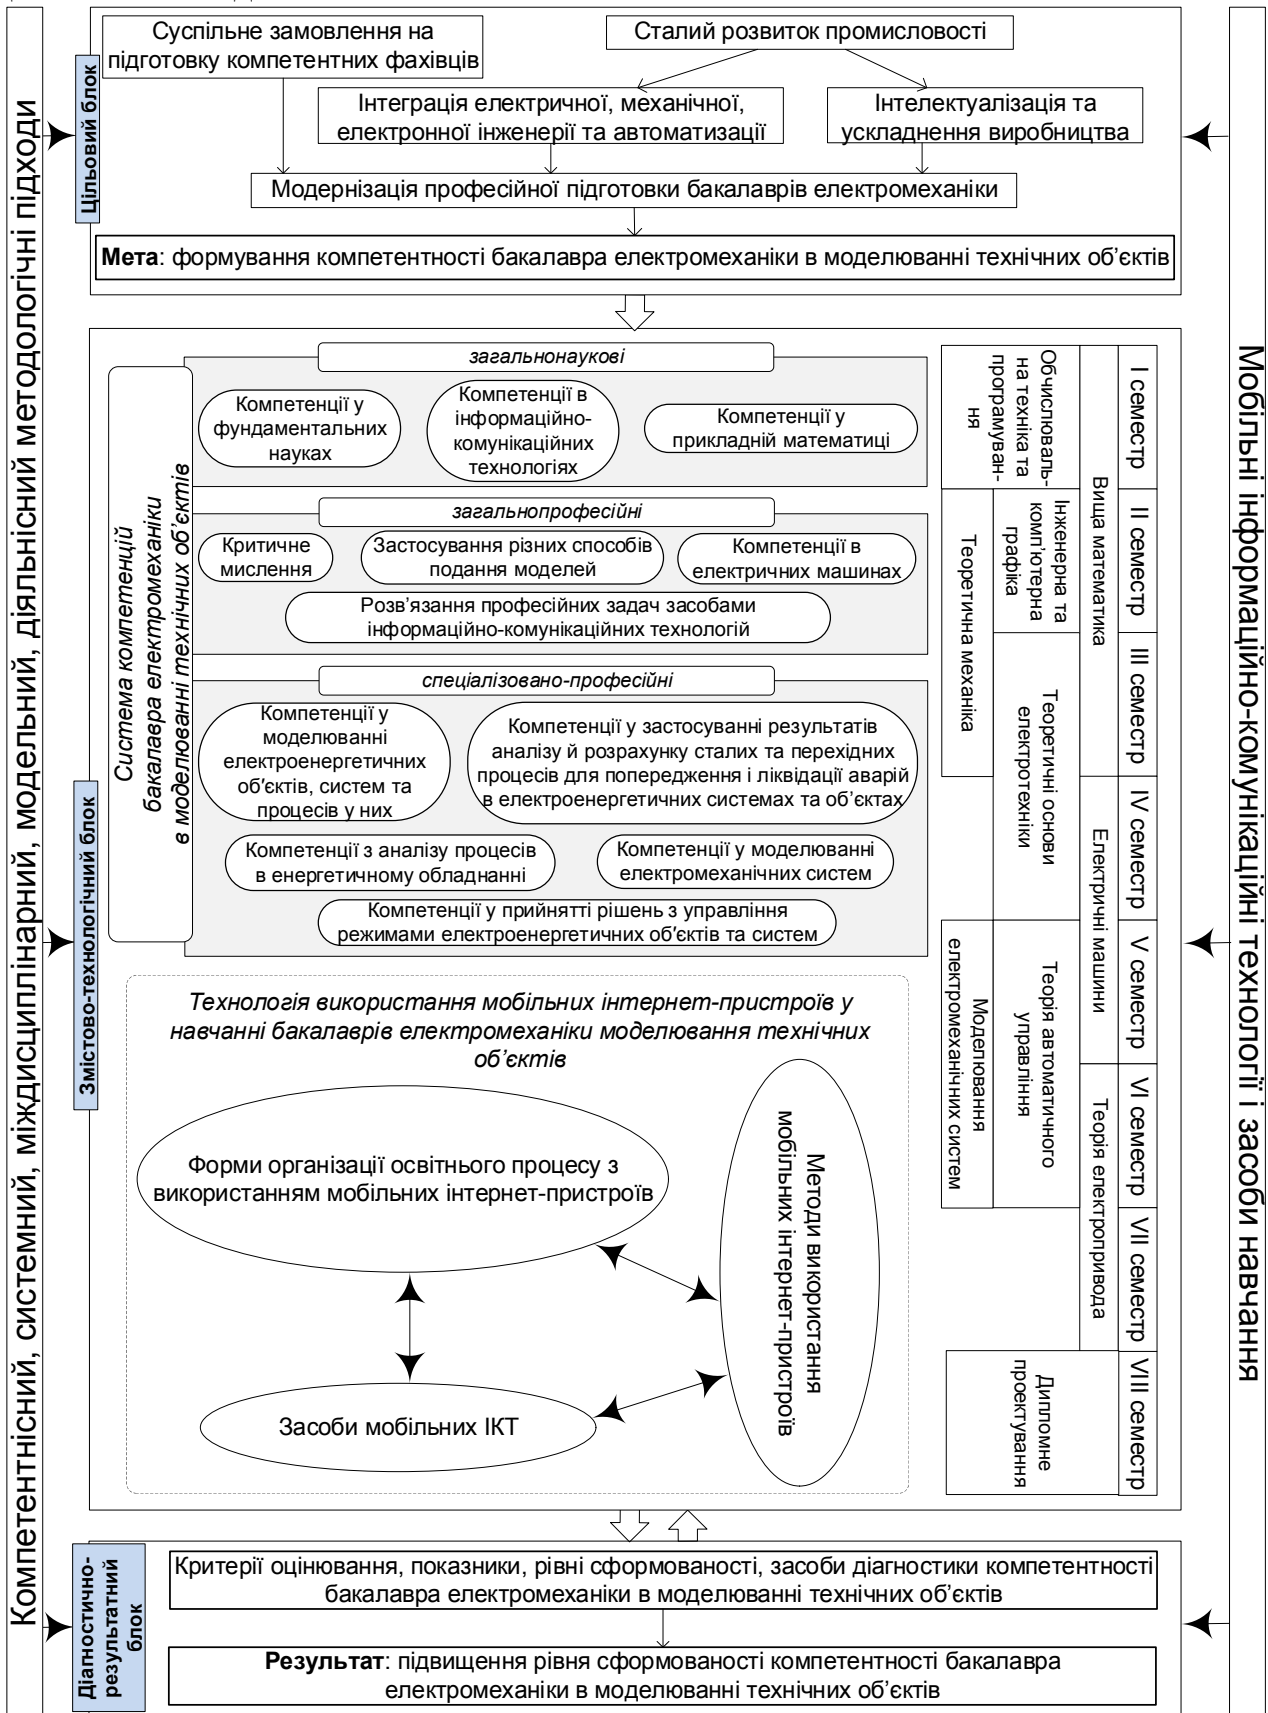 Компетентнісний, системний, міждисциплінарний, модельний, діяльнісний методологічні підходи
Цільовий блок
Суспільне замовлення на
підготовку компетентних фахівців
Сталий розвиток промисловості
Інтеграція електричної, механічної,
електронної інженерії та автоматизації
Інтелектуалізація та
ускладнення виробництва
Модернізація професійної підготовки бакалаврів електромеханіки
Мета: формування компетентності бакалавра електромеханіки в моделюванні технічних об’єктів
Змістово-технологічний блок
Система компетенцій
бакалавра електромеханіки
в моделюванні технічних об’єктів
загальнонаукові
Компетенції у
фундаментальних
науках
Компетенції в
інформаційно-
комунікаційних
технологіях
Компетенції у
прикладній математиці
загальнопрофесійні
Критичне
мислення
Застосування різних способів
подання моделей
Компетенції в
електричних машинах
Розв’язання професійних задач засобами
інформаційно-комунікаційних технологій
спеціалізовано-професійні
Компетенції у
моделюванні
електроенергетичних
об’єктів, систем та
процесів у них
Компетенції у застосуванні результатів
аналізу й розрахунку сталих та перехідних
процесів для попередження і ліквідації аварій
в електроенергетичних системах та об’єктах
Компетенції з аналізу процесів
в енергетичному обладнанні
Компетенції у моделюванні
електромеханічних систем
Компетенції у прийнятті рішень з управління
режимами електроенергетичних об’єктів та систем
Технологія використання мобільних інтернет-пристроїв у
навчанні бакалаврів електромеханіки моделювання технічних
об’єктів
Форми організації освітнього процесу з
використанням мобільних інтернет-пристроїв
Методи використання
мобільних інтернет-пристроїв
Засоби мобільних ІКТ
I семестр
II семестр
III семестр
IV семестр
V семестр
VI семестр
VII семестр
VIII семестр
Вища математика
Електричні машини
Теорія електропривода
Обчислюваль-
на техніка та
програмуван-
ня
Інженерна та
комп’ютерна
графіка
Теоретичні основи
електротехніки
Теорія автоматичного
управління
Теоретична механіка
Моделювання
електромеханічних систем
Дипломне
проектування
Діагностично-
результатний
блок
Критерії оцінювання, показники, рівні сформованості, засоби діагностики компетентності
бакалавра електромеханіки в моделюванні технічних об’єктів
Результат: підвищення рівня сформованості компетентності бакалавра
електромеханіки в моделюванні технічних об’єктів
Мобільні інформаційно-комунікаційні технології і засоби навчання